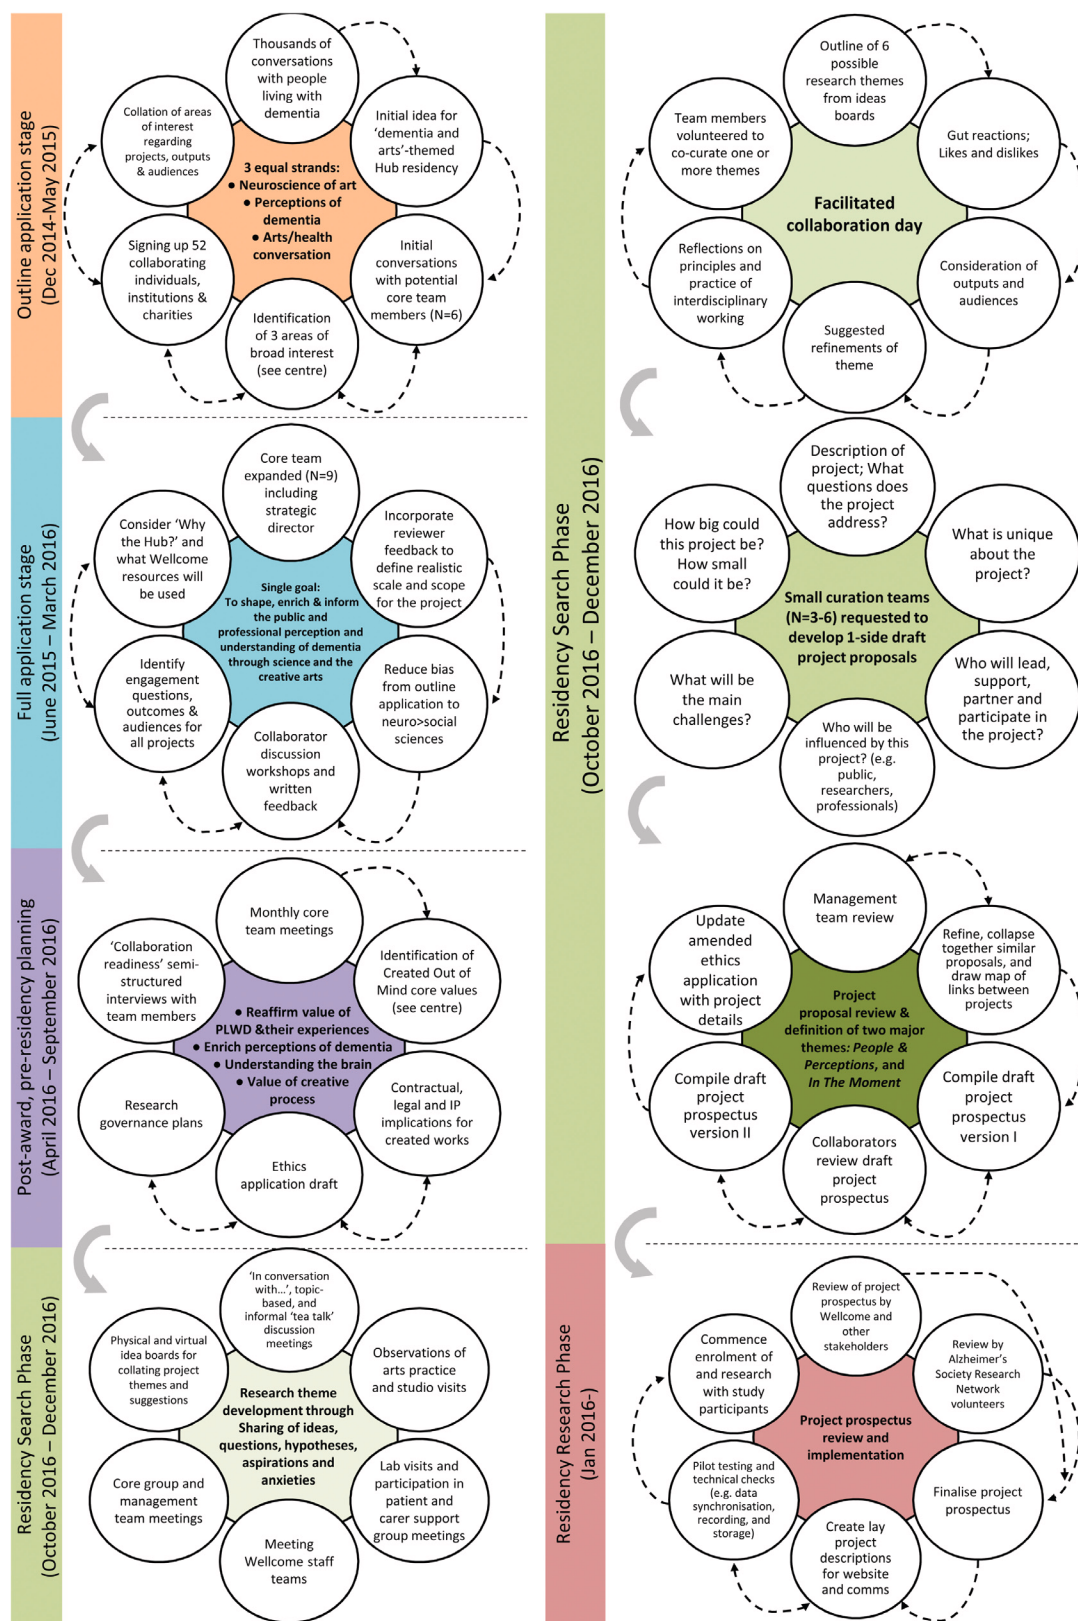 Outline application stage
(Dec 2014-May 2015)
Thousands of
conversations
with people
living with
dementia
Initial idea for
‘dementia and
arts’-themed
Hub residency
Initial
conversations
with potential
core team
members (N=6)
Identification
of 3 areas of
broad interest
(see centre)
Signing up 52
collaborating
individuals,
institutions &
charities
Collation of areas
of interest
regarding
projects, outputs
& audiences
3 equal strands:
● Neuroscience of art
● Perceptions of
dementia
● Arts/health
conversation
Full application stage
(June 2015 – March 2016)
Core team
expanded (N=9)
including
strategic
director
Incorporate
reviewer
feedback to
define realistic
scale and scope
for the project
Reduce bias
from outline
application to
neuro>social
sciences
Collaborator
discussion
workshops and
written
feedback
Identify
engagement
questions,
outcomes &
audiences for
all projects
Consider ‘Why
the Hub?’ and
what Wellcome
resources will
be used
Single goal:
To shape, enrich & inform
the public and
professional perception and
understanding of dementia
through science and the
creative arts
Post-award, pre-residency planning
(April 2016 – September 2016)
Monthly core
team meetings
Identification of
Created Out of
Mind core values
(see centre)
Contractual,
legal and IP
implications for
created works
Ethics
application draft
Research
governance plans
‘Collaboration
readiness’ semi-
structured
interviews with
team members
● Reaffirm value of
PLWD &their experiences
● Enrich perceptions of dementia
● Understanding the brain
● Value of creative
process
Residency Search Phase
(October 2016 – December 2016)
‘In conversation
with...’, topic-
based, and
informal ‘tea talk’
discussion
meetings
Observations of
arts practice
and studio visits
Lab visits and
participation in
patient and
carer support
group meetings
Meeting
Wellcome staff
teams
Core group and
management
team meetings
Physical and virtual
idea boards for
collating project
themes and
suggestions
Research theme
development through
Sharing of ideas,
questions, hypotheses,
aspirations and
anxieties
Residency Search Phase
(October 2016 – December 2016)
Outline of 6
possible
research themes
from ideas
boards
Gut reactions;
Likes and dislikes
Consideration of
outputs and
audiences
Suggested
refinements of
theme
Reflections on
principles and
practice of
interdisciplinary
working
Team members
volunteered to
co-curate one or
more themes
Facilitated
collaboration day
Description of
project; What
questions does
the project
address?
What is unique
about the
project?
Who will lead,
support,
partner and
participate in
the project?
Who will be
influenced by this
project? (e.g.
public,
researchers,
professionals)
What will be
the main
challenges?
How big could
this project be?
How small
could it be?
Small curation teams
(N=3-6) requested to
develop 1-side draft
project proposals
Management
team review
Refine, collapse
together similar
proposals, and
draw map of
links between
projects
Compile draft
project
prospectus
version I
Collaborators
review draft
project
prospectus
Compile draft
project
prospectus
version II
Update
amended
ethics
application
with project
details
Project
proposal review &
definition of two major
themes: People &
Perceptions, and
In The Moment
Residency Research Phase
(Jan 2016-)
Review of project
prospectus by
Wellcome and
other
stakeholders
Review by
Alzheimer’s
Society Research
Network
volunteers
Finalise project
prospectus
Create lay
project
descriptions
for website
and comms
Pilot testing and
technical checks
(e.g. data
synchronisation,
recording, and
storage)
Commence
enrolment of
and research
with study
participants
Project prospectus
review and
implementation